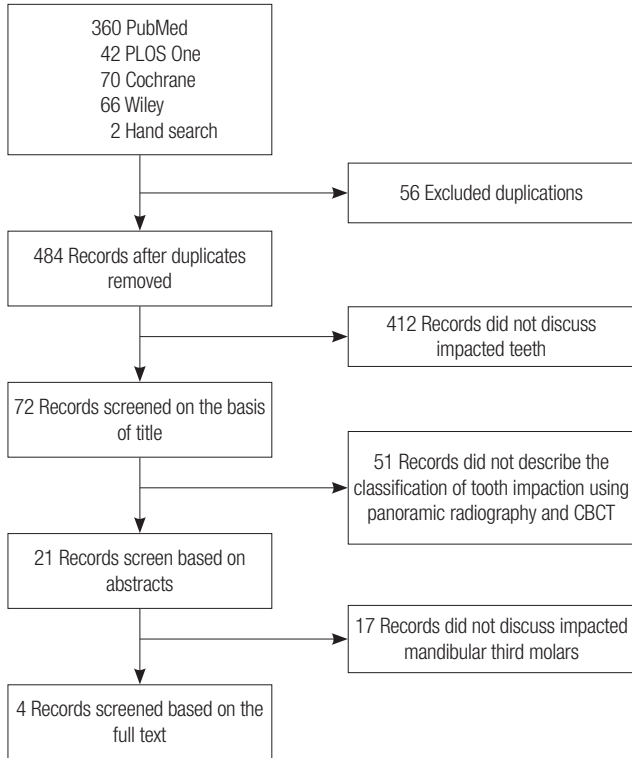 360 PubMed
42 PLOS One
70 Cochrane
66 Wiley
2 Hand search
56 Excluded duplications
484 Records after duplicates
removed
412 Records did not discuss
impacted teeth
72 Records screened on the basis
of title
51 Records did not describe the
classification of tooth impaction using
panoramic radiography and CBCT
21 Records screen based on
abstracts
17 Records did not discuss impacted
mandibular third molars
4 Records screened based on the
full text